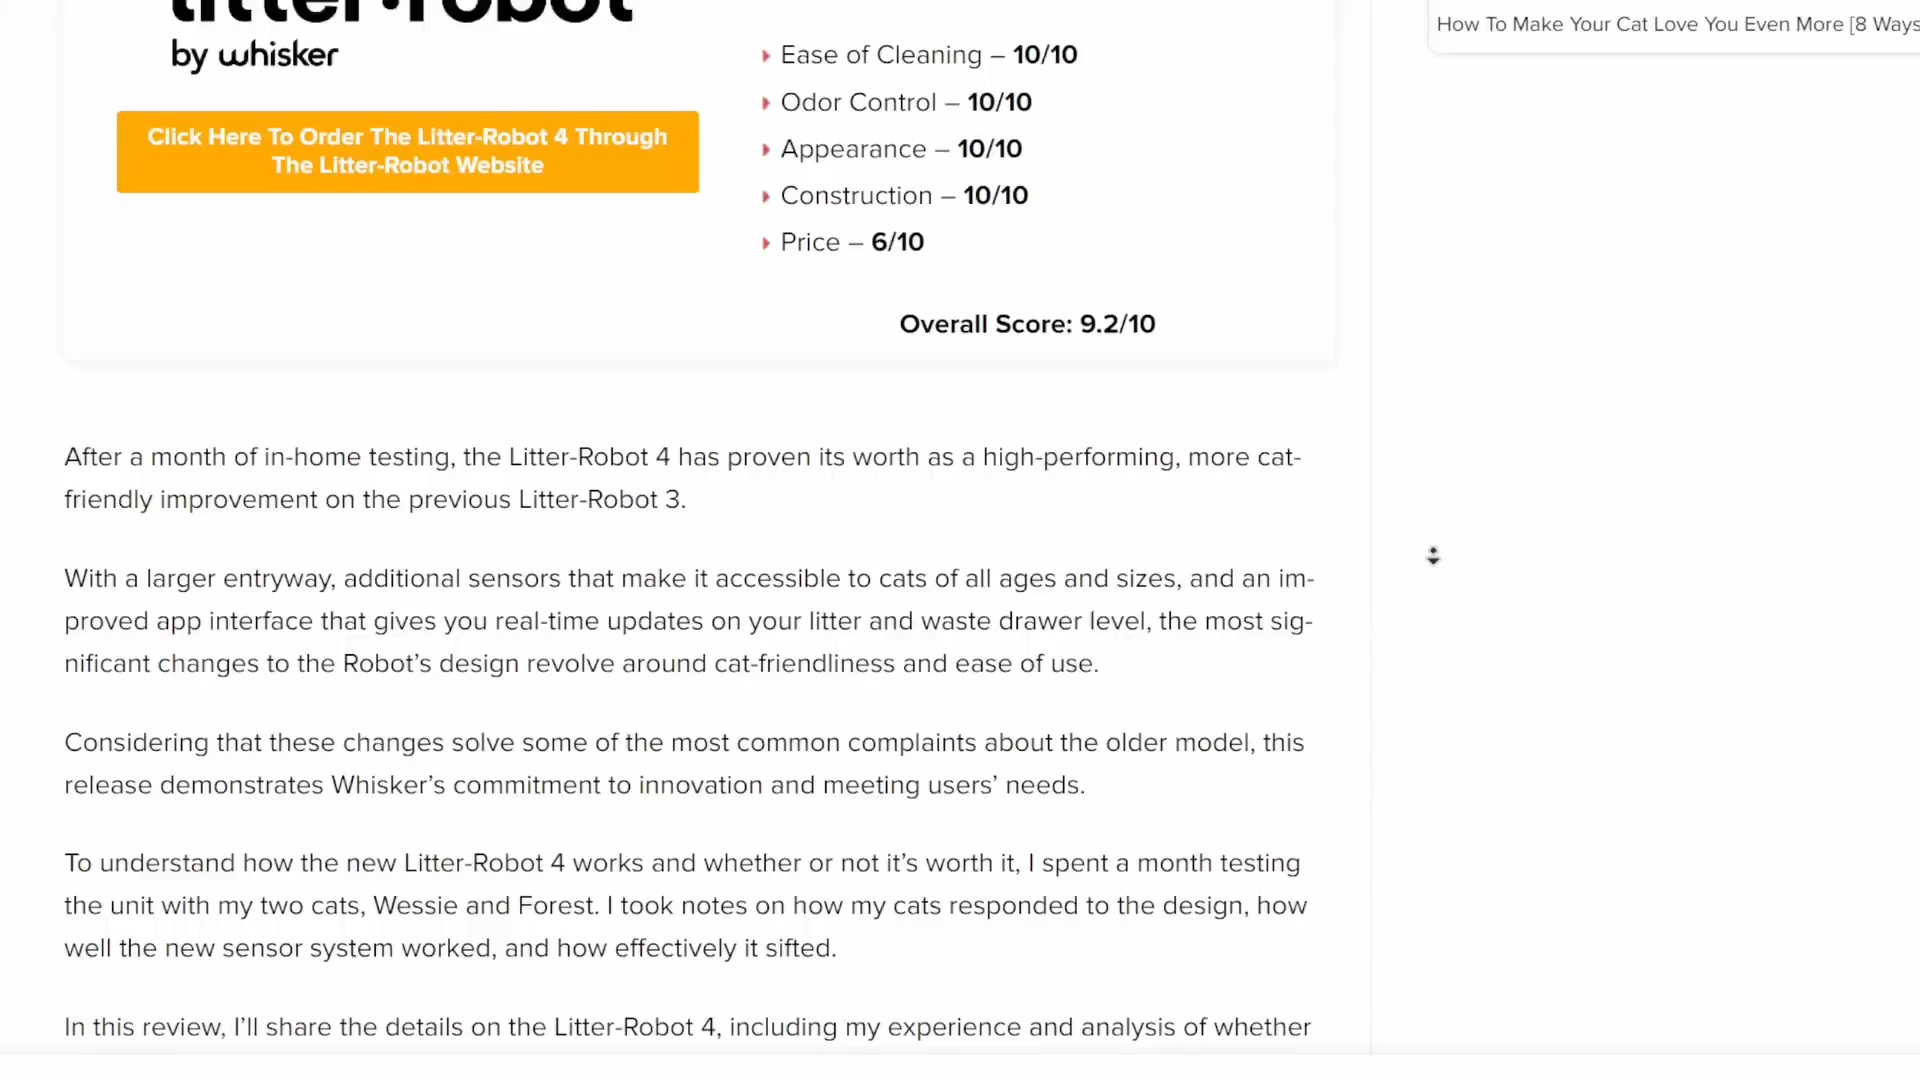 litter-robot
by whisker
Click Here To Order The Litter-Robot 4 Through
The Litter-Robot Website
Ease of Cleaning – 10/10
Odor Control – 10/10
Appearance – 10/10
Construction – 10/10
Price – 6/10
Overall Score: 9.2/10
After a month of in-home testing, the Litter-Robot 4 has proven its worth as a high-performing, more cat-
friendly improvement on the previous Litter-Robot 3.
With a larger entryway, additional sensors that make it accessible to cats of all ages and sizes, and an im-
proved app interface that gives you real-time updates on your litter and waste drawer level, the most sig-
nificant changes to the Robot’s design revolve around cat-friendliness and ease of use.
Considering that these changes solve some of the most common complaints about the older model, this
release demonstrates Whisker’s commitment to innovation and meeting users’ needs.
To understand how the new Litter-Robot 4 works and whether or not it’s worth it, I spent a month testing
the unit with my two cats, Wessie and Forest. I took notes on how my cats responded to the design, how
well the new sensor system worked, and how effectively it sifted.
In this review, I’ll share the details on the Litter-Robot 4, including my experience and analysis of whether
How To Make Your Cat Love You Even More [8 Ways